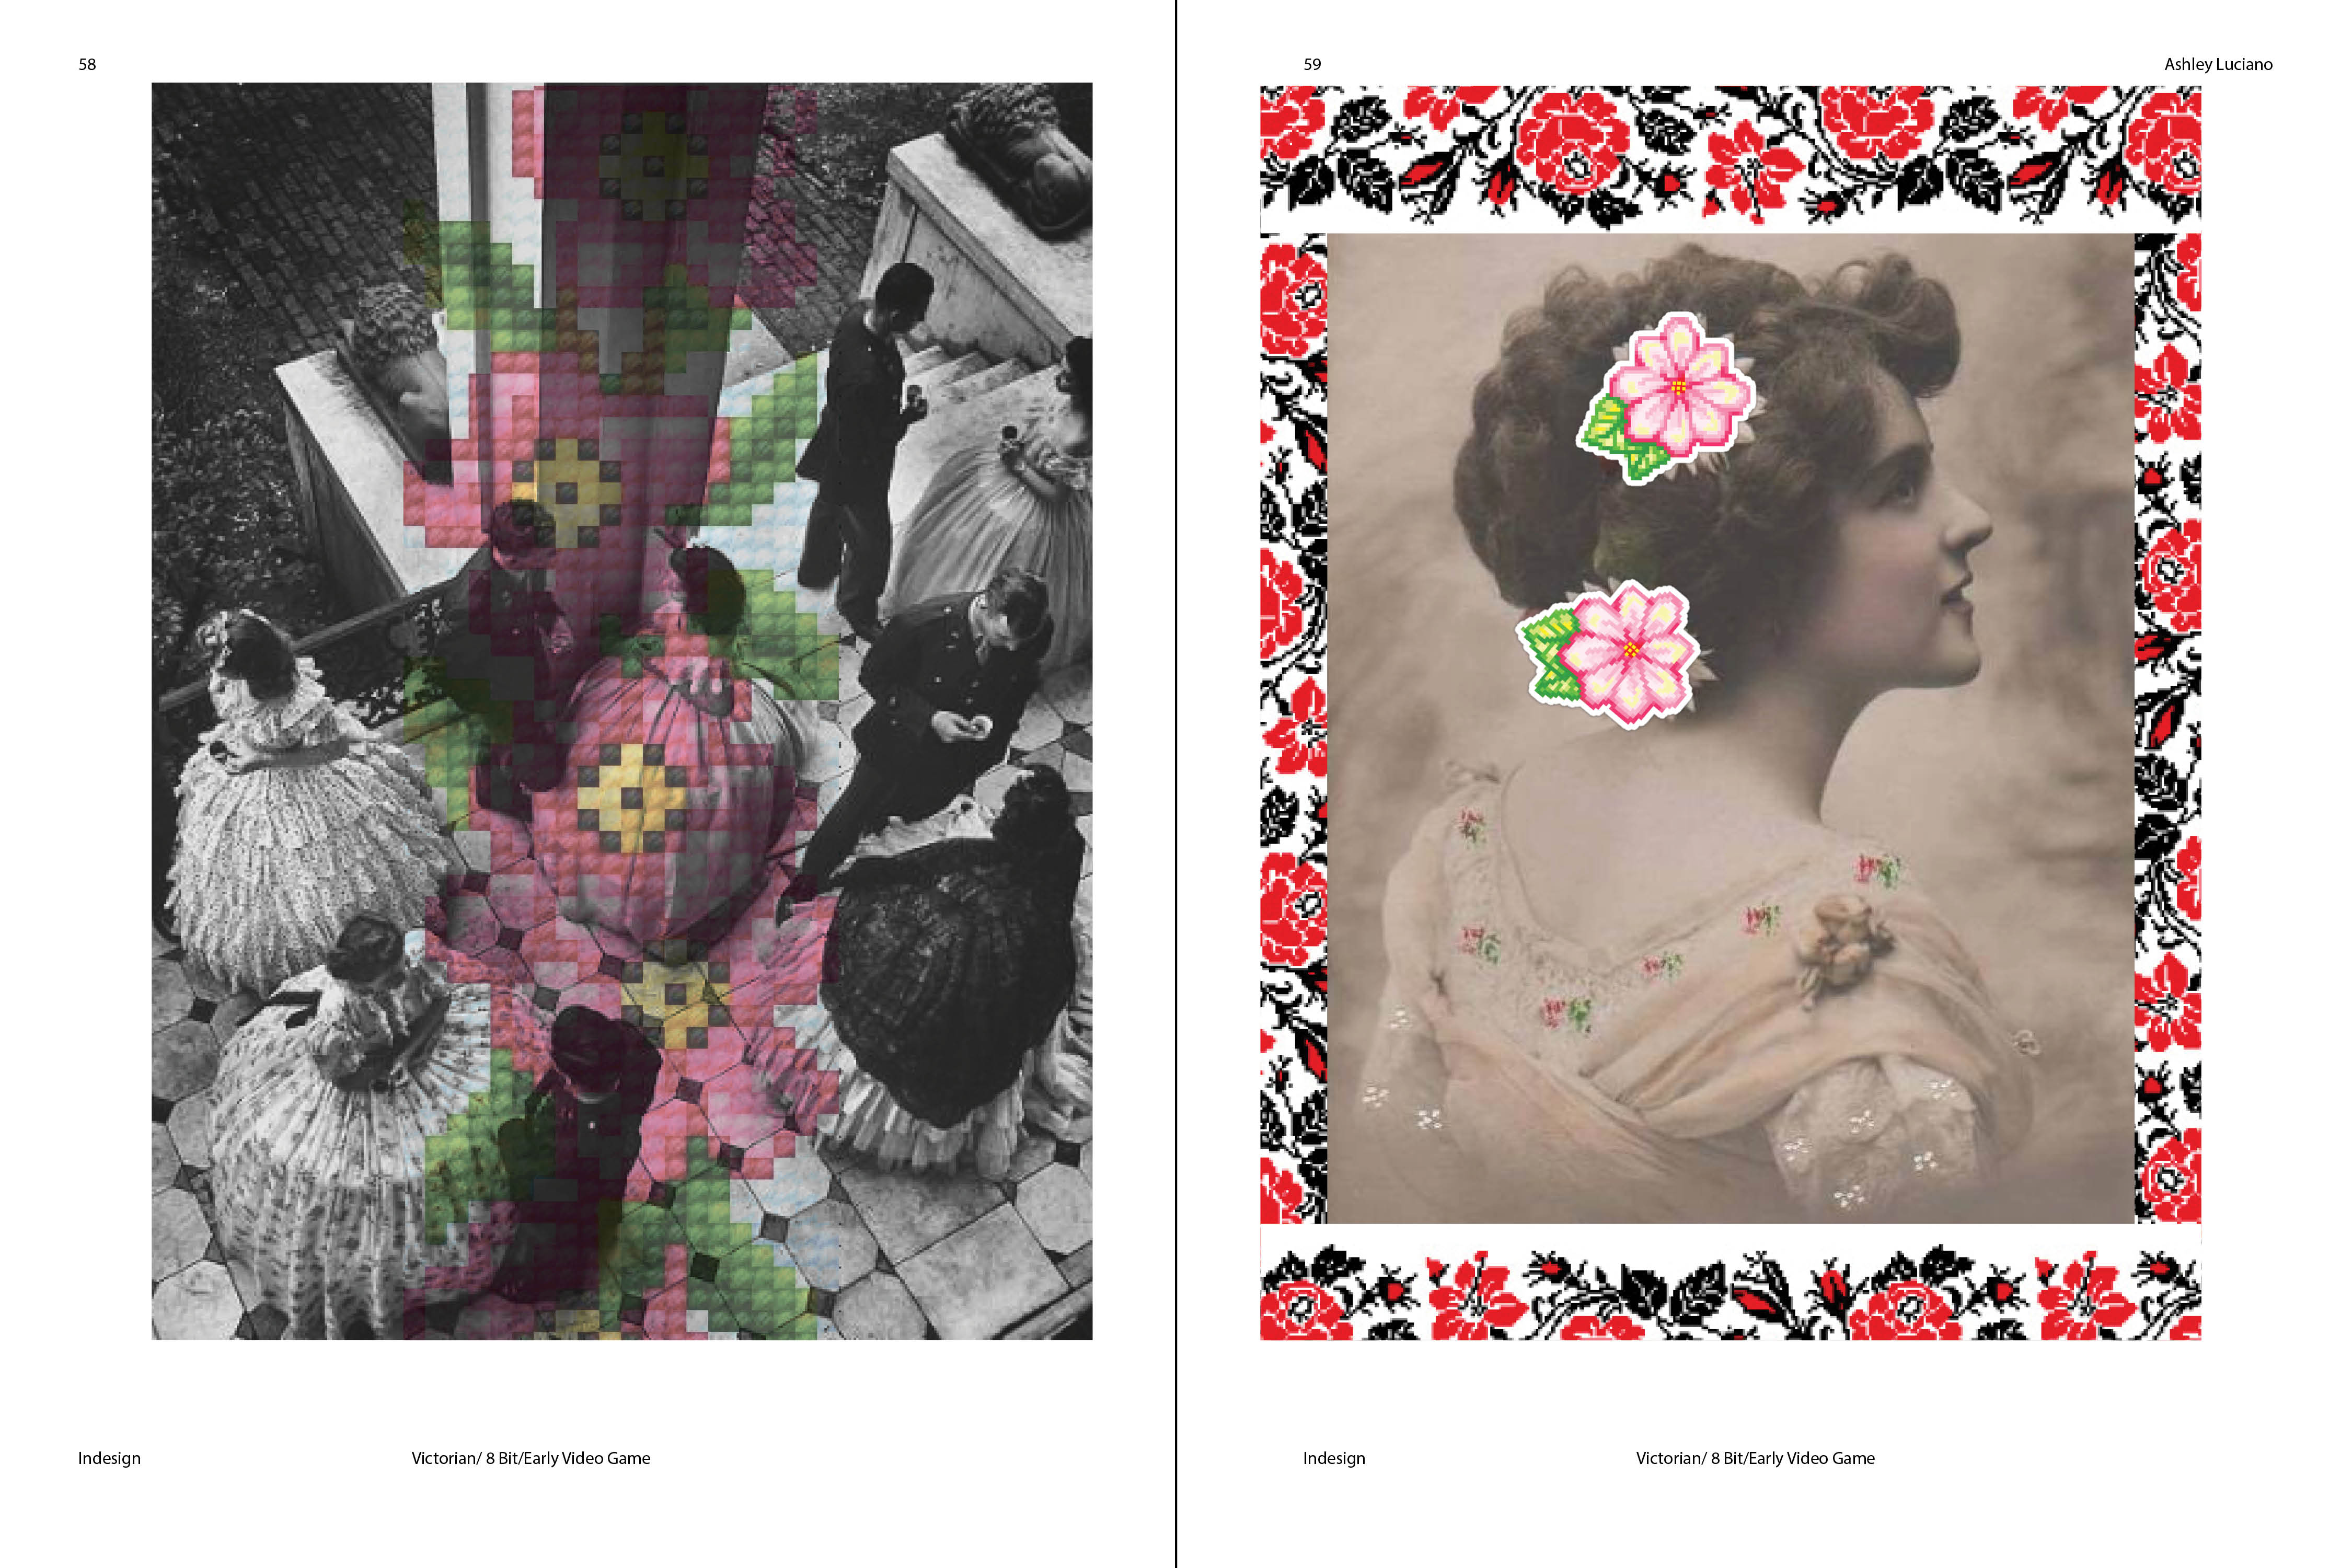 58
Indesign
Victorian/ 8 Bit/Early Video Game
59
Ashley Luciano
Indesign
Victorian/ 8 Bit/Early Video Game